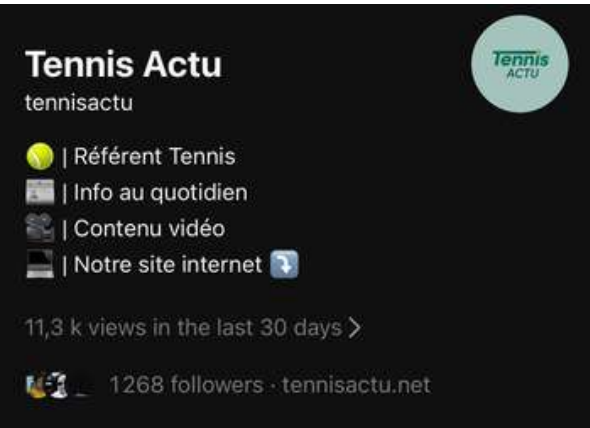 Tennis Actu
Tennis
ACTU
tennisactu
🎾 | Référent Tennis
📰 | Info au quotidien
🎥 | Contenu vidéo
💻 | Notre site internet ⤵️
11,3 k views in the last 30 days >
1268 followers · tennisactu.net